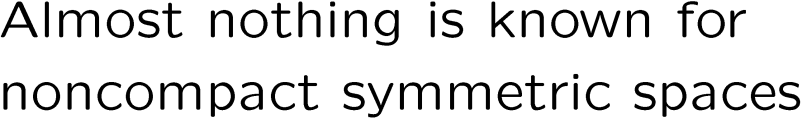 Almost nothing is known for
noncompact symmetric spaces